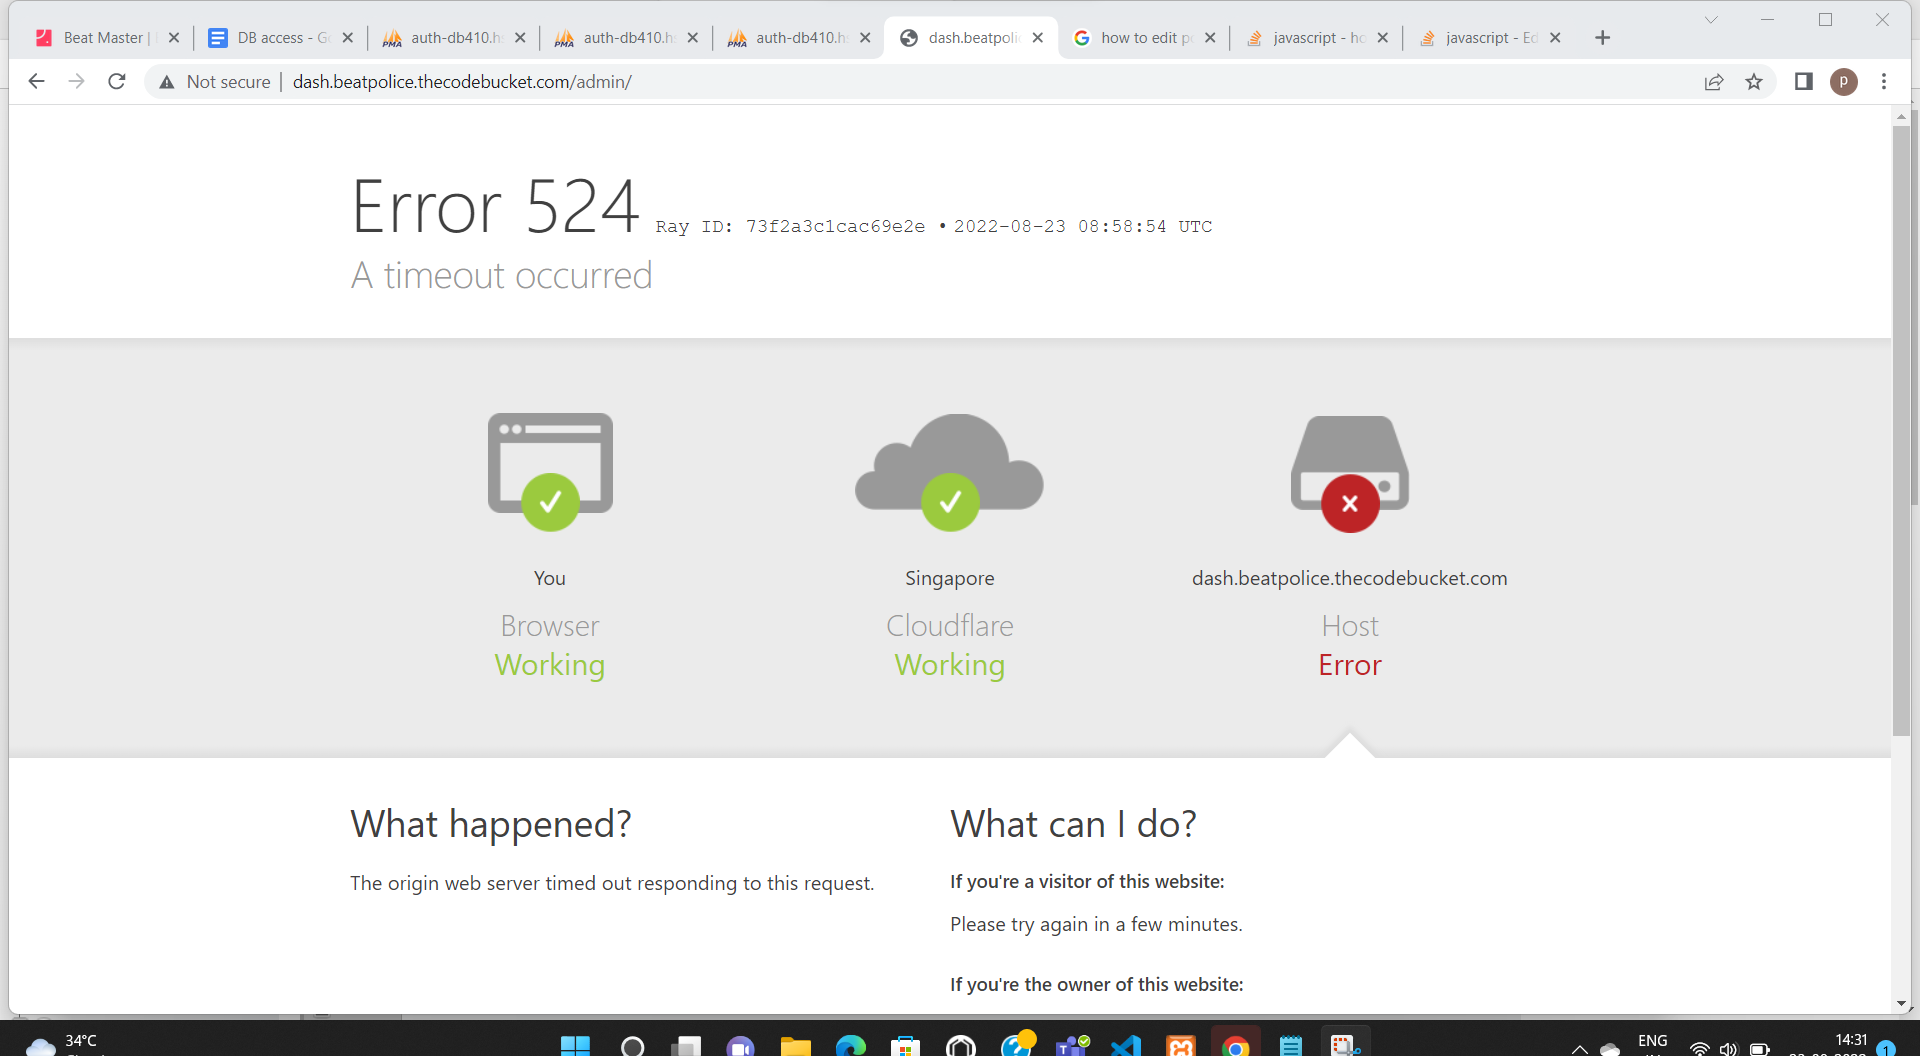 Beat Master |
DB access - Go
auth-db410.h
auth-db410.h
auth-db410.h
dash.beatpoli
how to edit p
javascript - ho
javascript - Ed
Not secure | dash.beatpolice.thecodebucket.com/admin/
p
Error 524 Ray ID: 73f2a3c1cac69e2e • 2022-08-23 08:58:54 UTC
A timeout occurred
You
Browser
Working
Singapore
Cloudflare
Working
dash.beatpolice.thecodebucket.com
Host
Error
What happened?
The origin web server timed out responding to this request.
What can I do?
If you're a visitor of this website:
Please try again in a few minutes.
If you're the owner of this website:
34°C
ENG
14:31
1